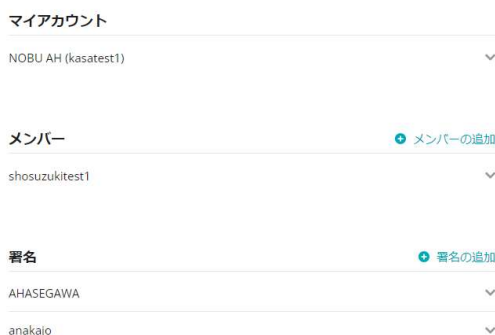 マイアカウント
NOBU AH (kasatest1)
メンバー
メンバーの追加
shosuzukitest1
署名
署名の追加
AHASEGAWA
anakaio